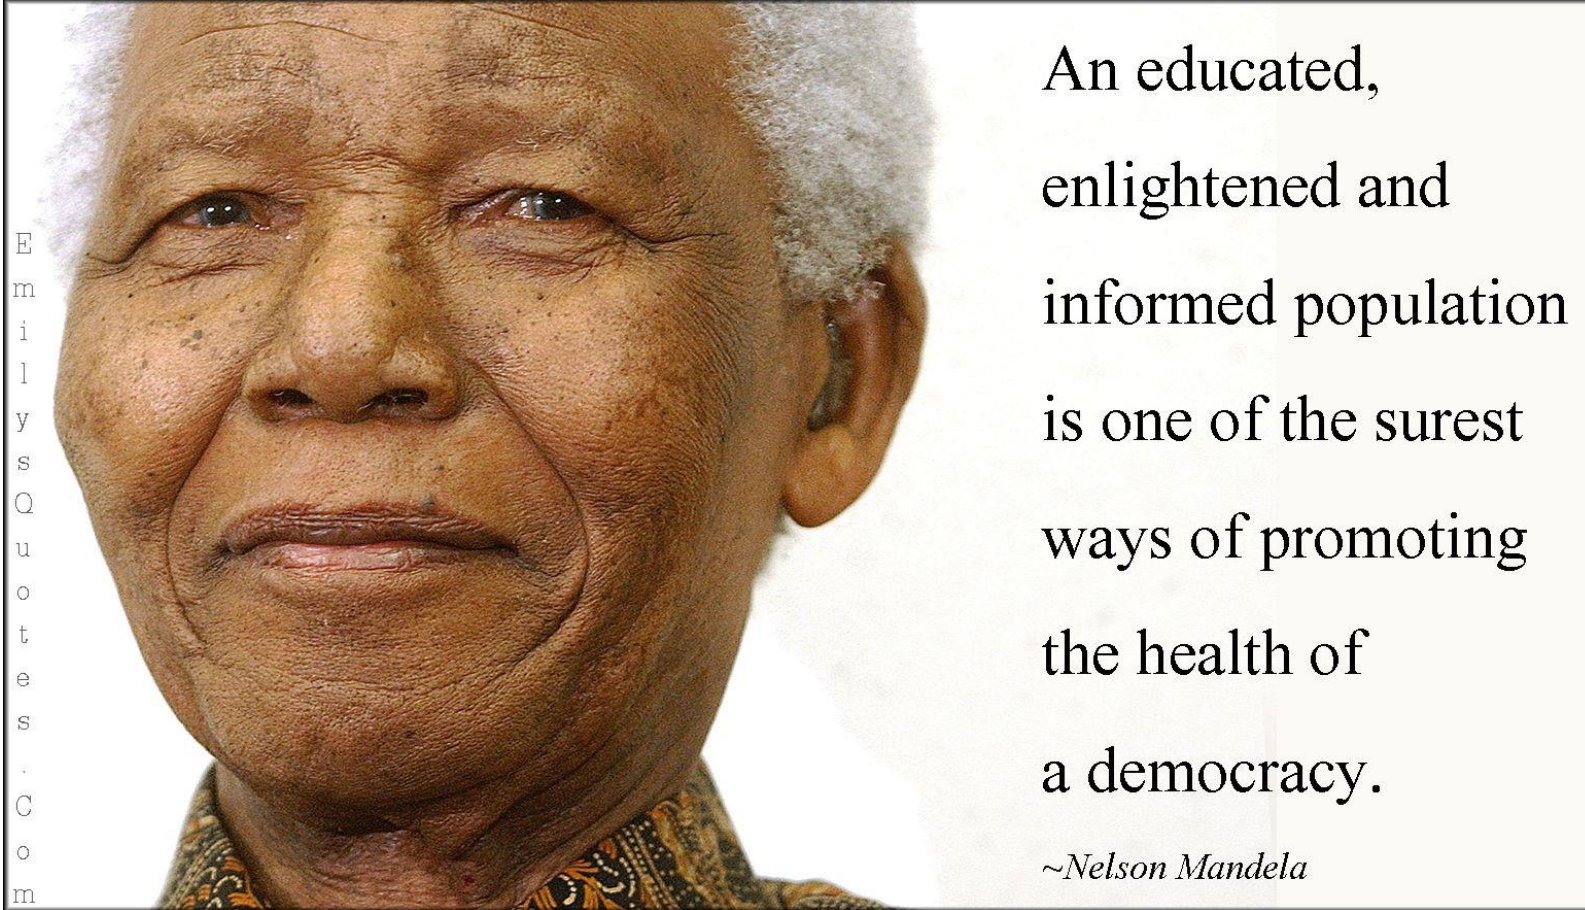 An educated,
enlightened and
informed population
is one of the surest
ways of promoting
the health of
a democracy.
~Nelson Mandela
EmilysQuotes.Com